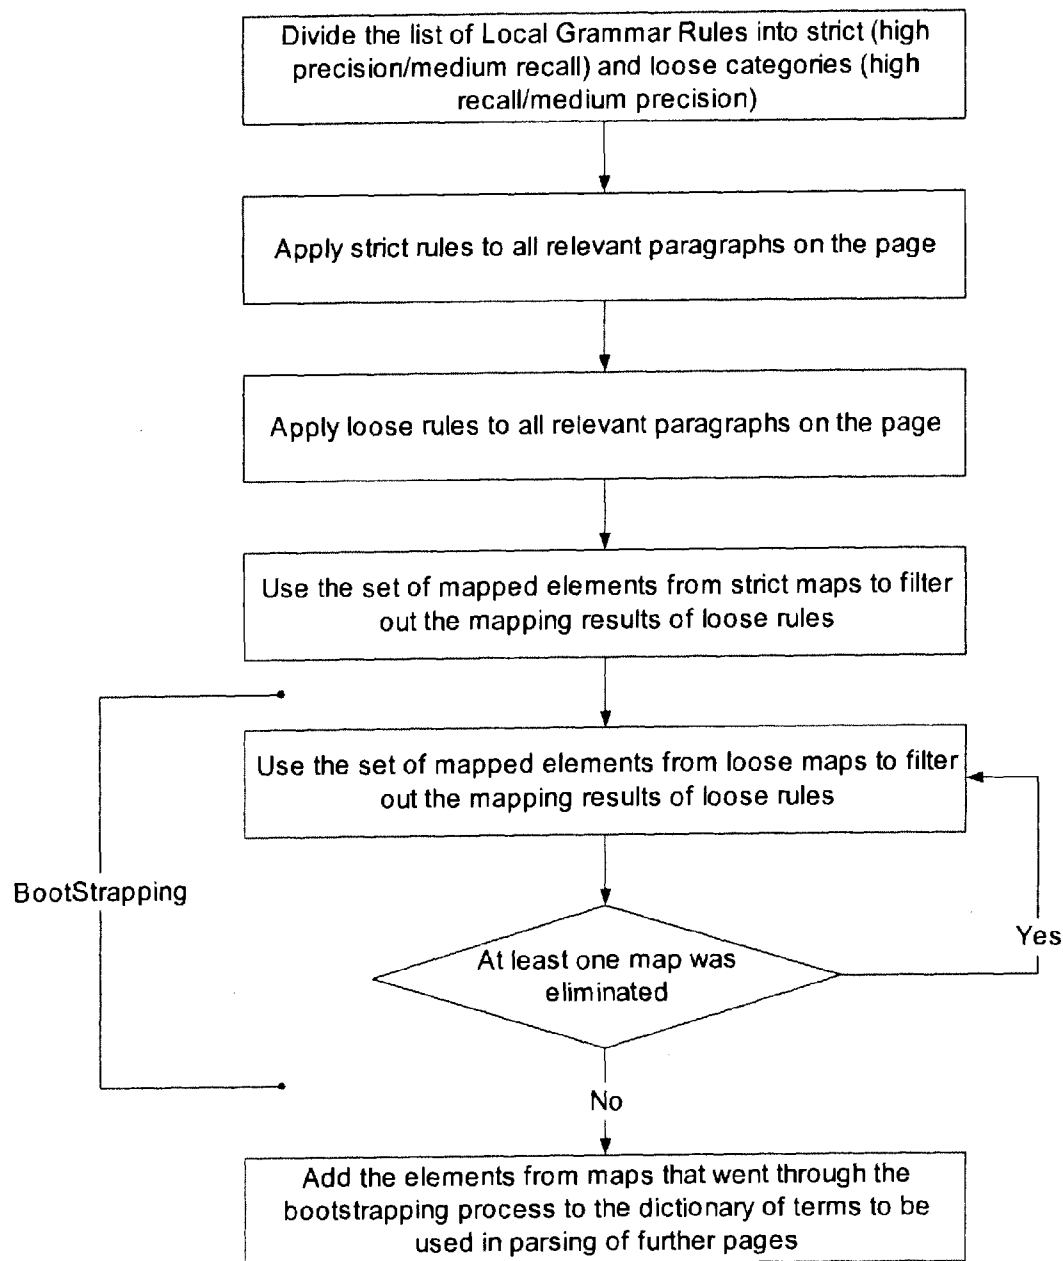 Divide the list of Local Grammar Rules into strict (high
precision/medium recall) and loose categories (high
recall/medium precision)
Apply strict rules to all relevant paragraphs on the page
Apply loose rules to all relevant paragraphs on the page
Use the set of mapped elements from strict maps to filter
out the mapping results of loose rules
Use the set of mapped elements from loose maps to filter
out the mapping results of loose rules
BootStrapping
At least one map was
eliminated
Yes
No
Add the elements from maps that went through the
bootstrapping process to the dictionary of terms to be
used in parsing of further pages